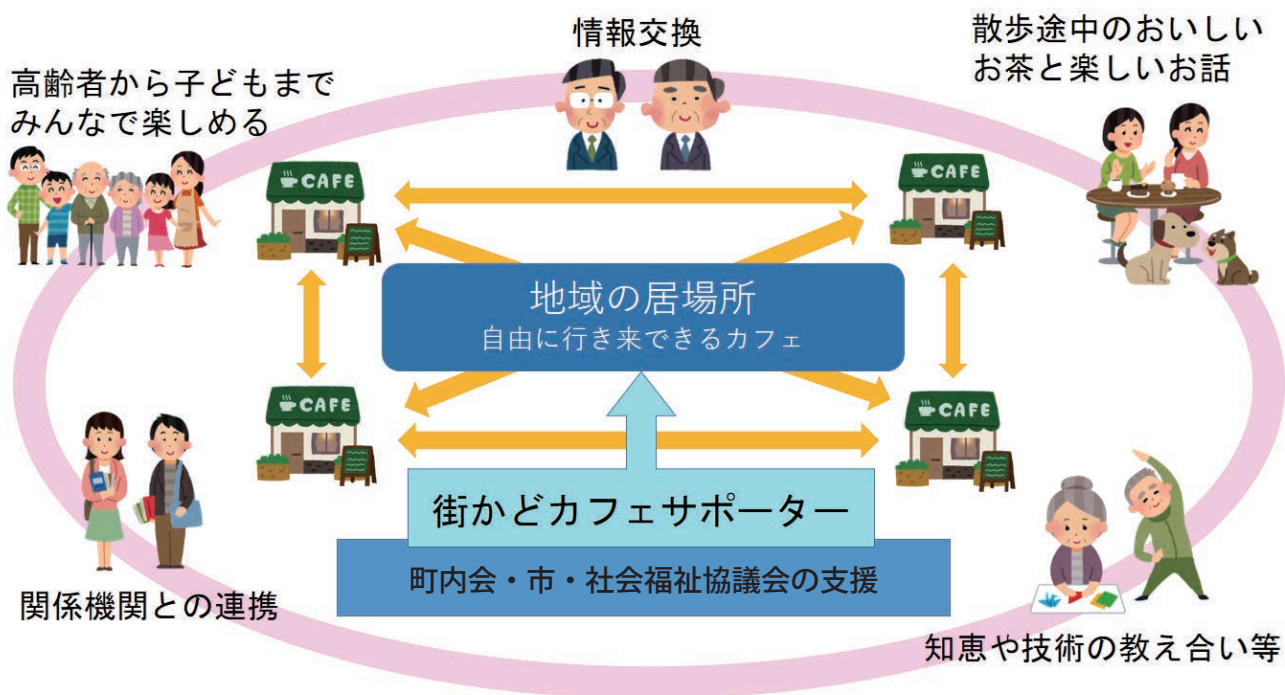 情報交換
散歩途中のおいしい
お茶と楽しいお話
高齢者から子どもまで
みんなで楽しめる
CAFE
CAFE
地域の居場所
自由に行き来できるカフェ
CAFE
CAFE
街かどカフェサポーター
町内会・市・社会福祉協議会の支援
関係機関との連携
知恵や技術の教え合い等